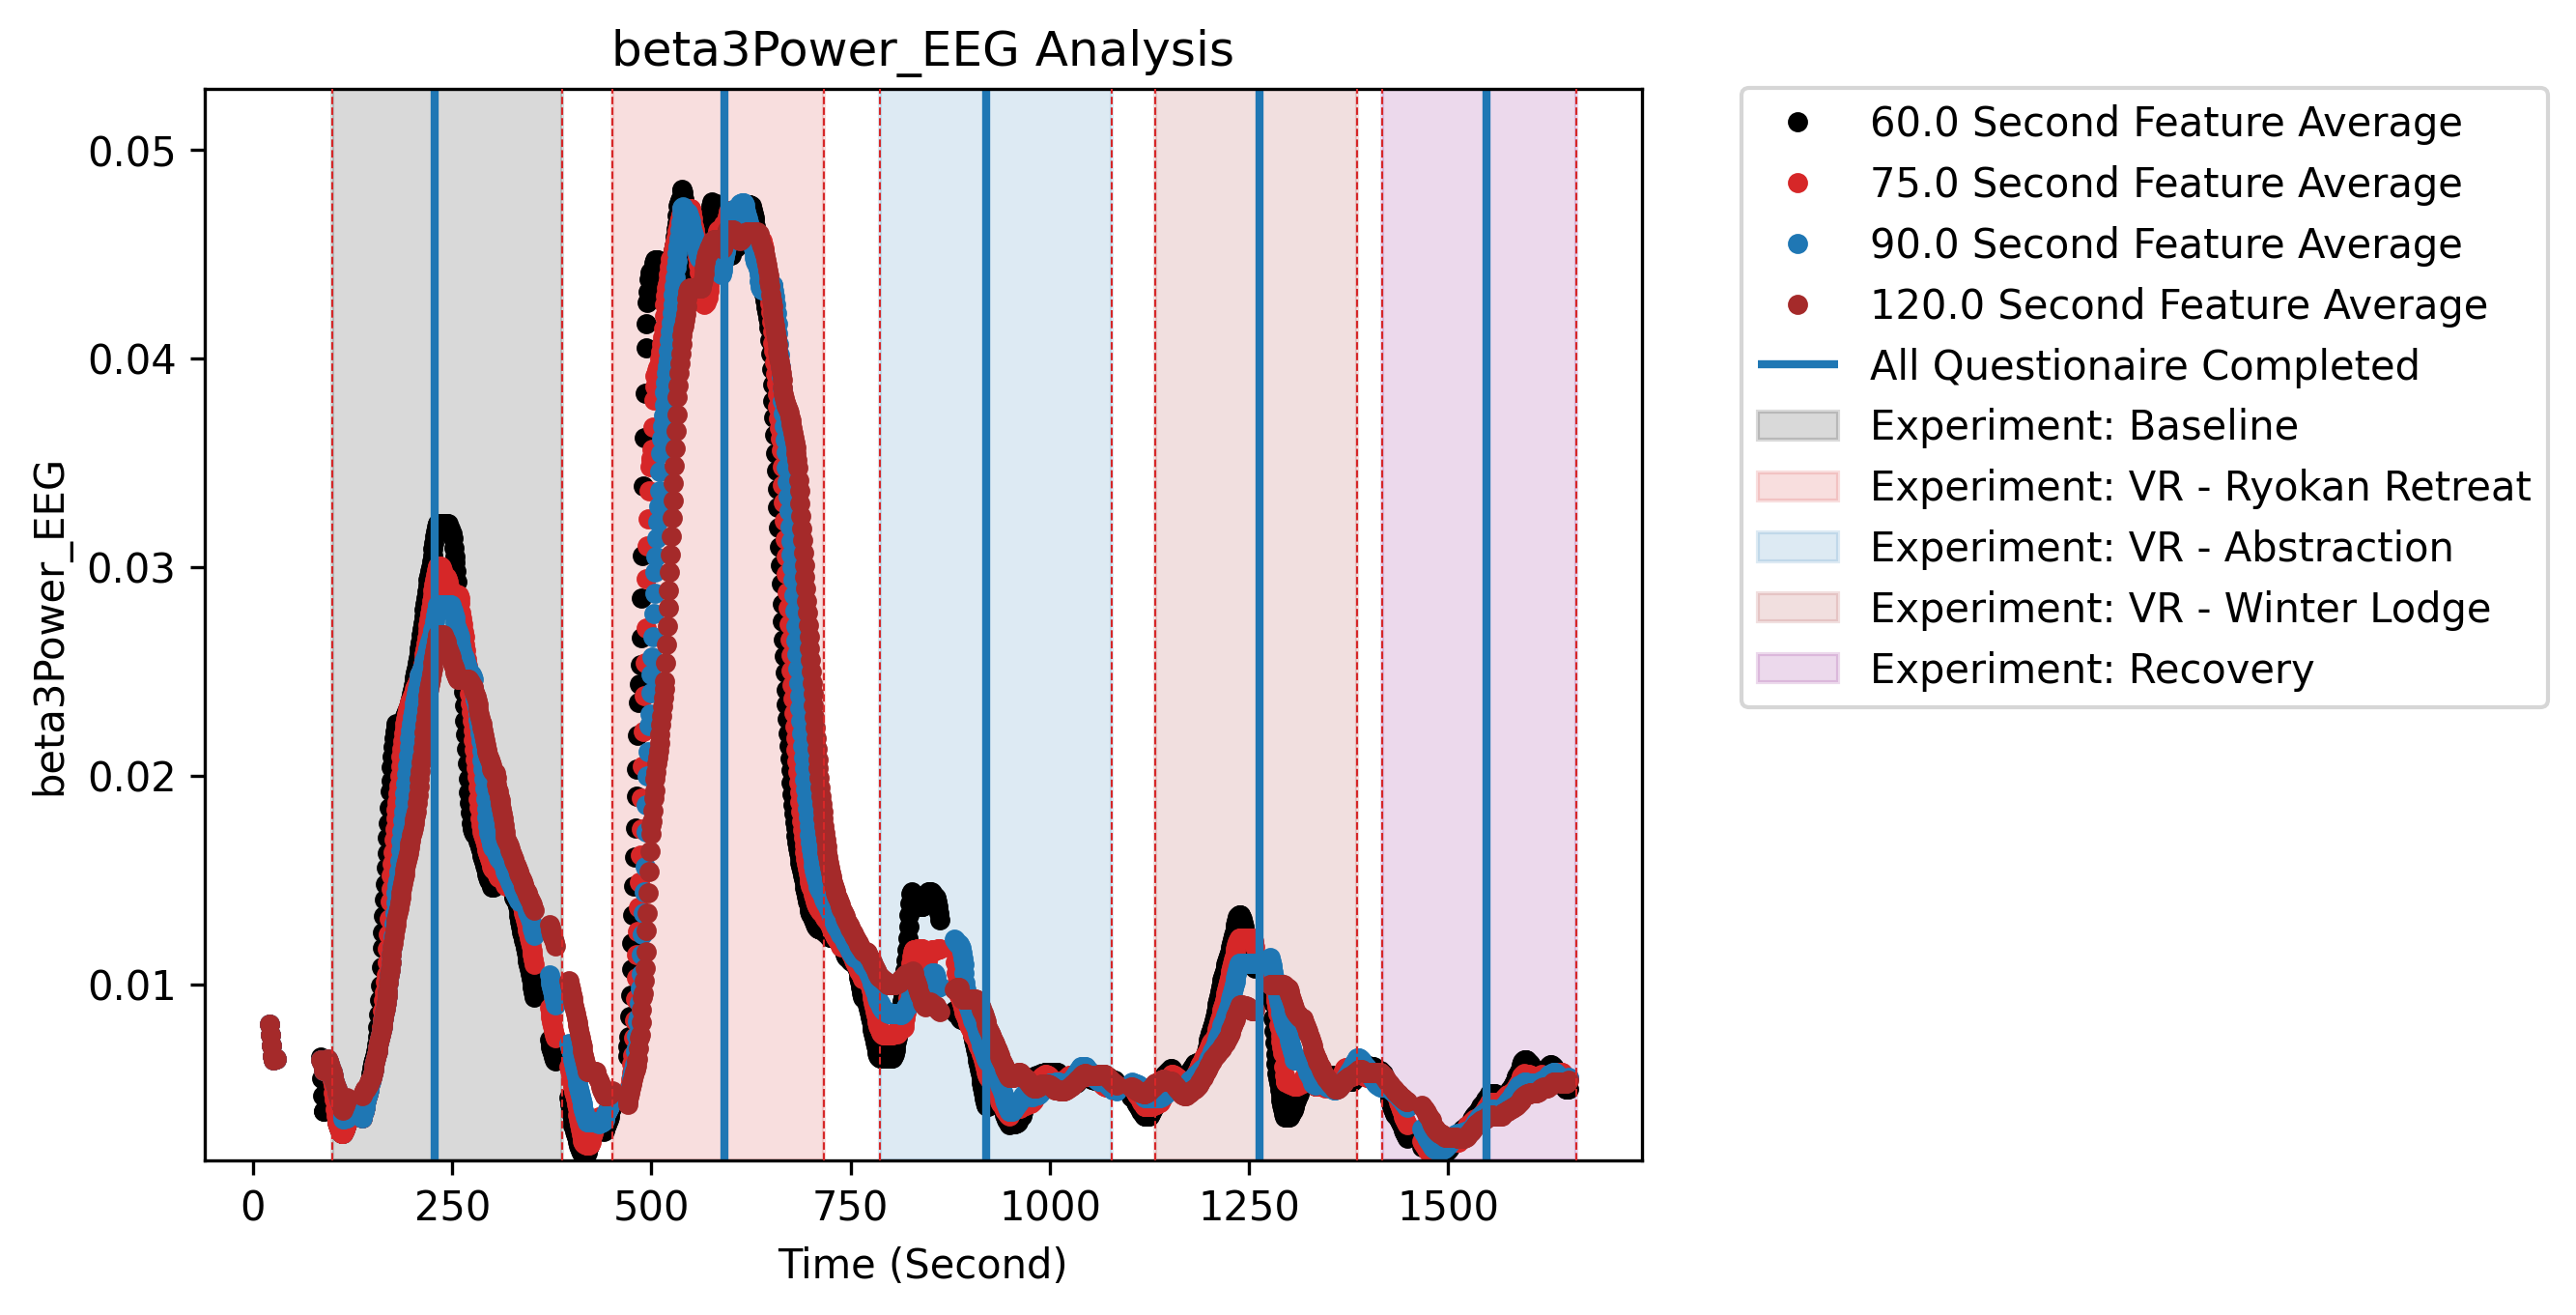 beta3Power_EEG Analysis
beta3Power_EEG
0.05
0.04
0.03
0.02
0.01
0
250
500
750
1000
1250
1500
Time (Second)
60.0 Second Feature Average
75.0 Second Feature Average
90.0 Second Feature Average
120.0 Second Feature Average
All Questionaire Completed
Experiment: Baseline
Experiment: VR - Ryokan Retreat
Experiment: VR - Abstraction
Experiment: VR - Winter Lodge
Experiment: Recovery